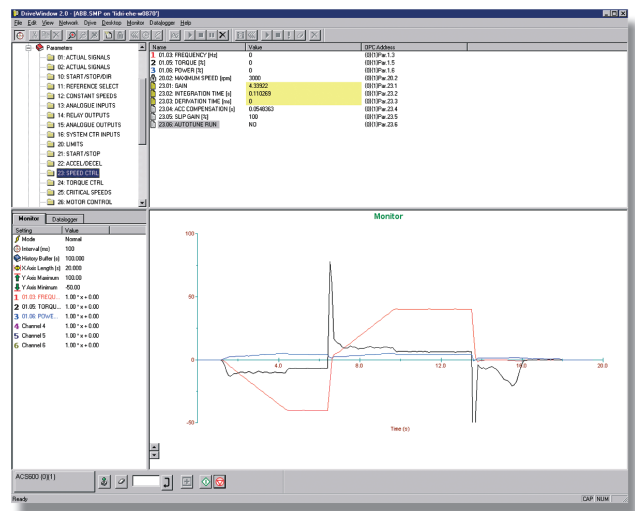 DriveWindow 2.0 - [ABB.SMP on 'fidri-ehe-w0870']
File Edit View Network Drive Desktop Monitor Datalogger Help
Parameters
01: ACTUAL SIGNALS
02: ACTUAL SIGNALS
10: START/STOP/DIR
11: REFERENCE SELECT
12: CONSTANT SPEEDS
13: ANALOGUE INPUTS
14: RELAY OUTPUTS
15: ANALOGUE OUTPUTS
16: SYSTEM CTR INPUTS
20: LIMITS
21: START/STOP
22: ACCEL/DECEL
23: SPEED CTRL
24: TORQUE CTRL
25: CRITICAL SPEEDS
26: MOTOR CONTROL
Name Value OPC Address
1 01.03: FREQUENCY [Hz] 0 {0}{1}Par.1.3
2 01.05: TORQUE [%] 0 {0}{1}Par.1.5
3 01.06: POWER [%] 0 {0}{1}Par.1.6
20.02: MAXIMUM SPEED [rpm] 3000 {0}{1}Par.20.2
23.01: GAIN 4.33922 {0}{1}Par.23.1
23.02: INTEGRATION TIME [s] 0.110269 {0}{1}Par.23.2
23.03: DERIVATION TIME [ms] 0 {0}{1}Par.23.3
23.04: ACC COMPENSATION [s] 0.0548363 {0}{1}Par.23.4
23.05: SLIP GAIN [%] 100 {0}{1}Par.23.5
23.06: AUTOTUNE RUN NO {0}{1}Par.23.6
Monitor Datalogger
Setting Value
Mode Normal
Interval (ms) 100
History Buffer (s) 100.000
X Axis Length (s) 20.000
Y Axis Maximum 100.00
Y Axis Minimum -50.00
1 01.03: FREQU... 1.00 * x + 0.00
2 01.05: TORQU... 1.00 * x + 0.00
3 01.06: POWE... 1.00 * x + 0.00
4 Channel 4 1.00 * x + 0.00
5 Channel 5 1.00 * x + 0.00
6 Channel 6 1.00 * x + 0.00
Monitor
100
50
0
-50
4.0
8.0
12.0
16.0
20.0
Time (s)
ACS600 {0}{1}
Ready
CAP NUM